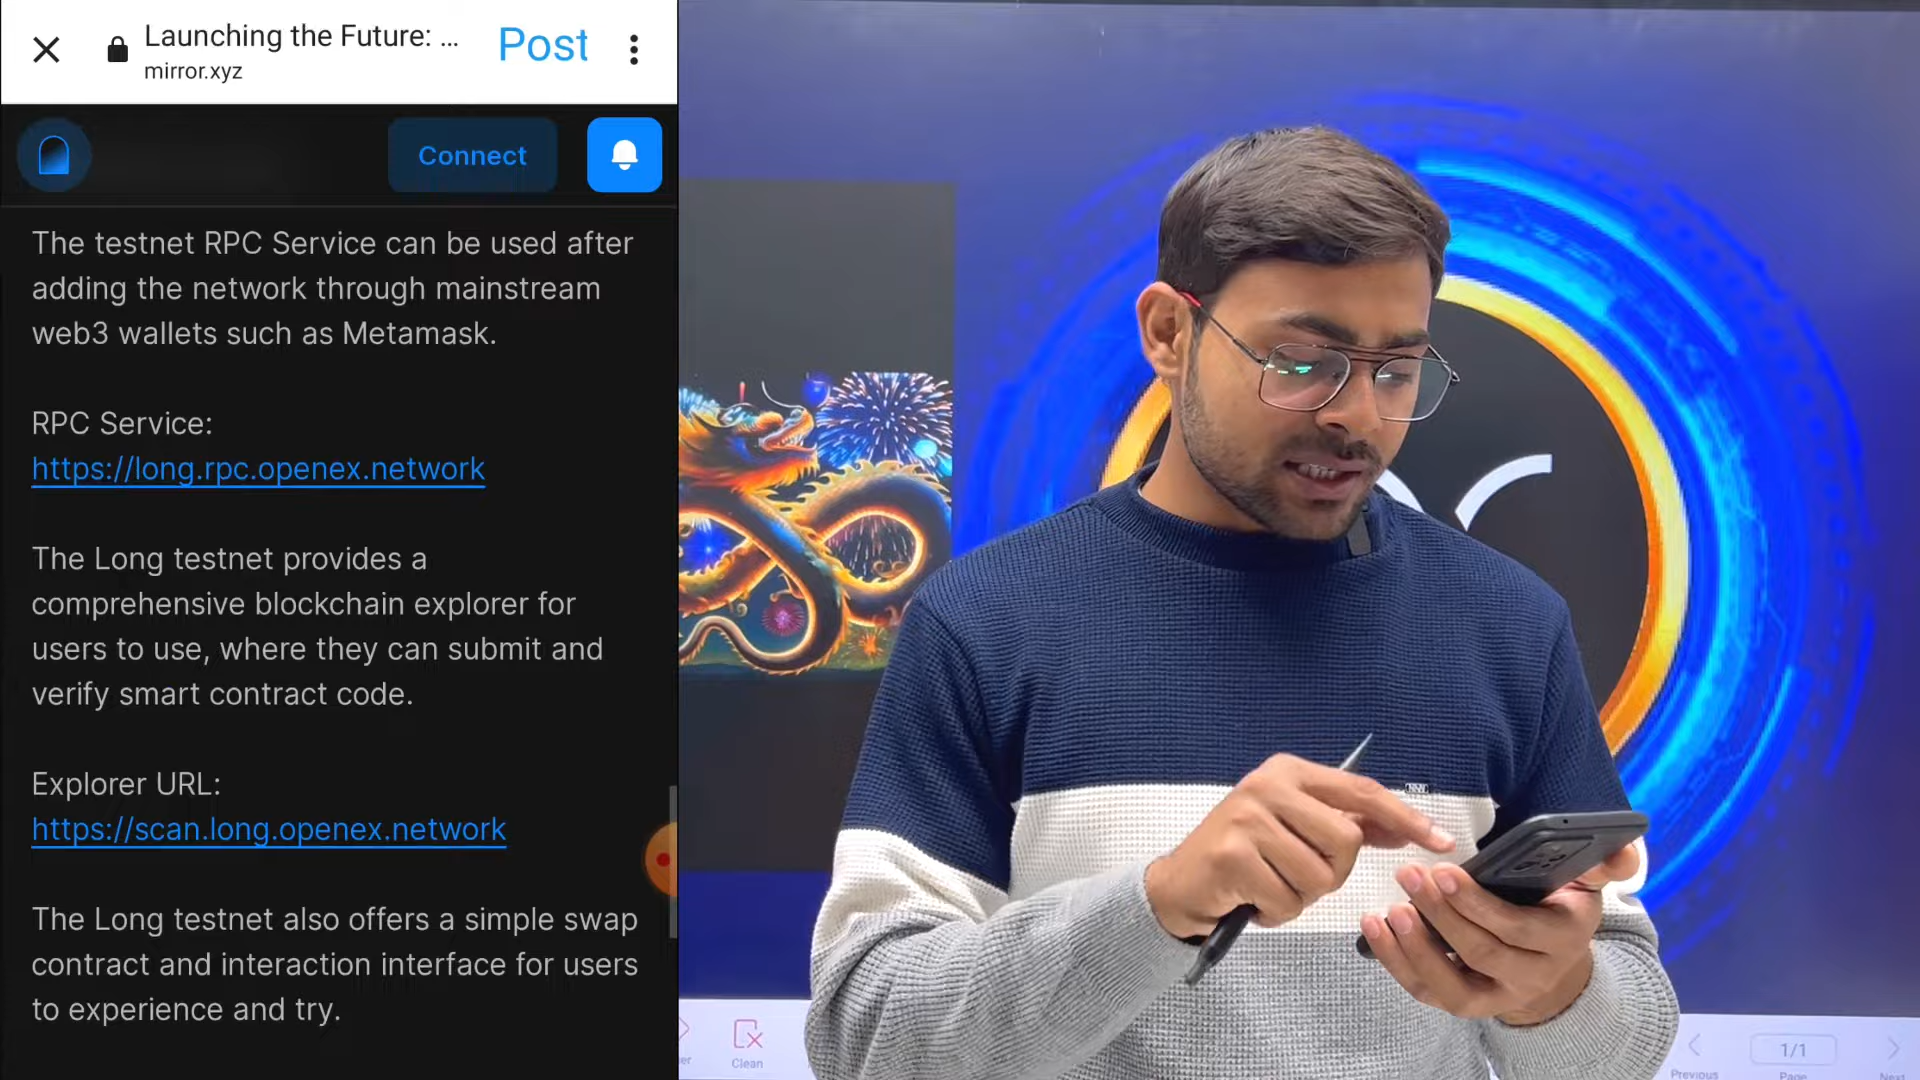 Launching the Future: ...
mirror.xyz
Post
Connect
The testnet RPC Service can be used after
adding the network through mainstream
web3 wallets such as Metamask.
RPC Service:
https://long.rpc.openex.network
The Long testnet provides a
comprehensive blockchain explorer for
users to use, where they can submit and
verify smart contract code.
Explorer URL:
https://scan.long.openex.network
The Long testnet also offers a simple swap
contract and interaction interface for users
to experience and try.
Clean
Previous
1/1
Page
Next